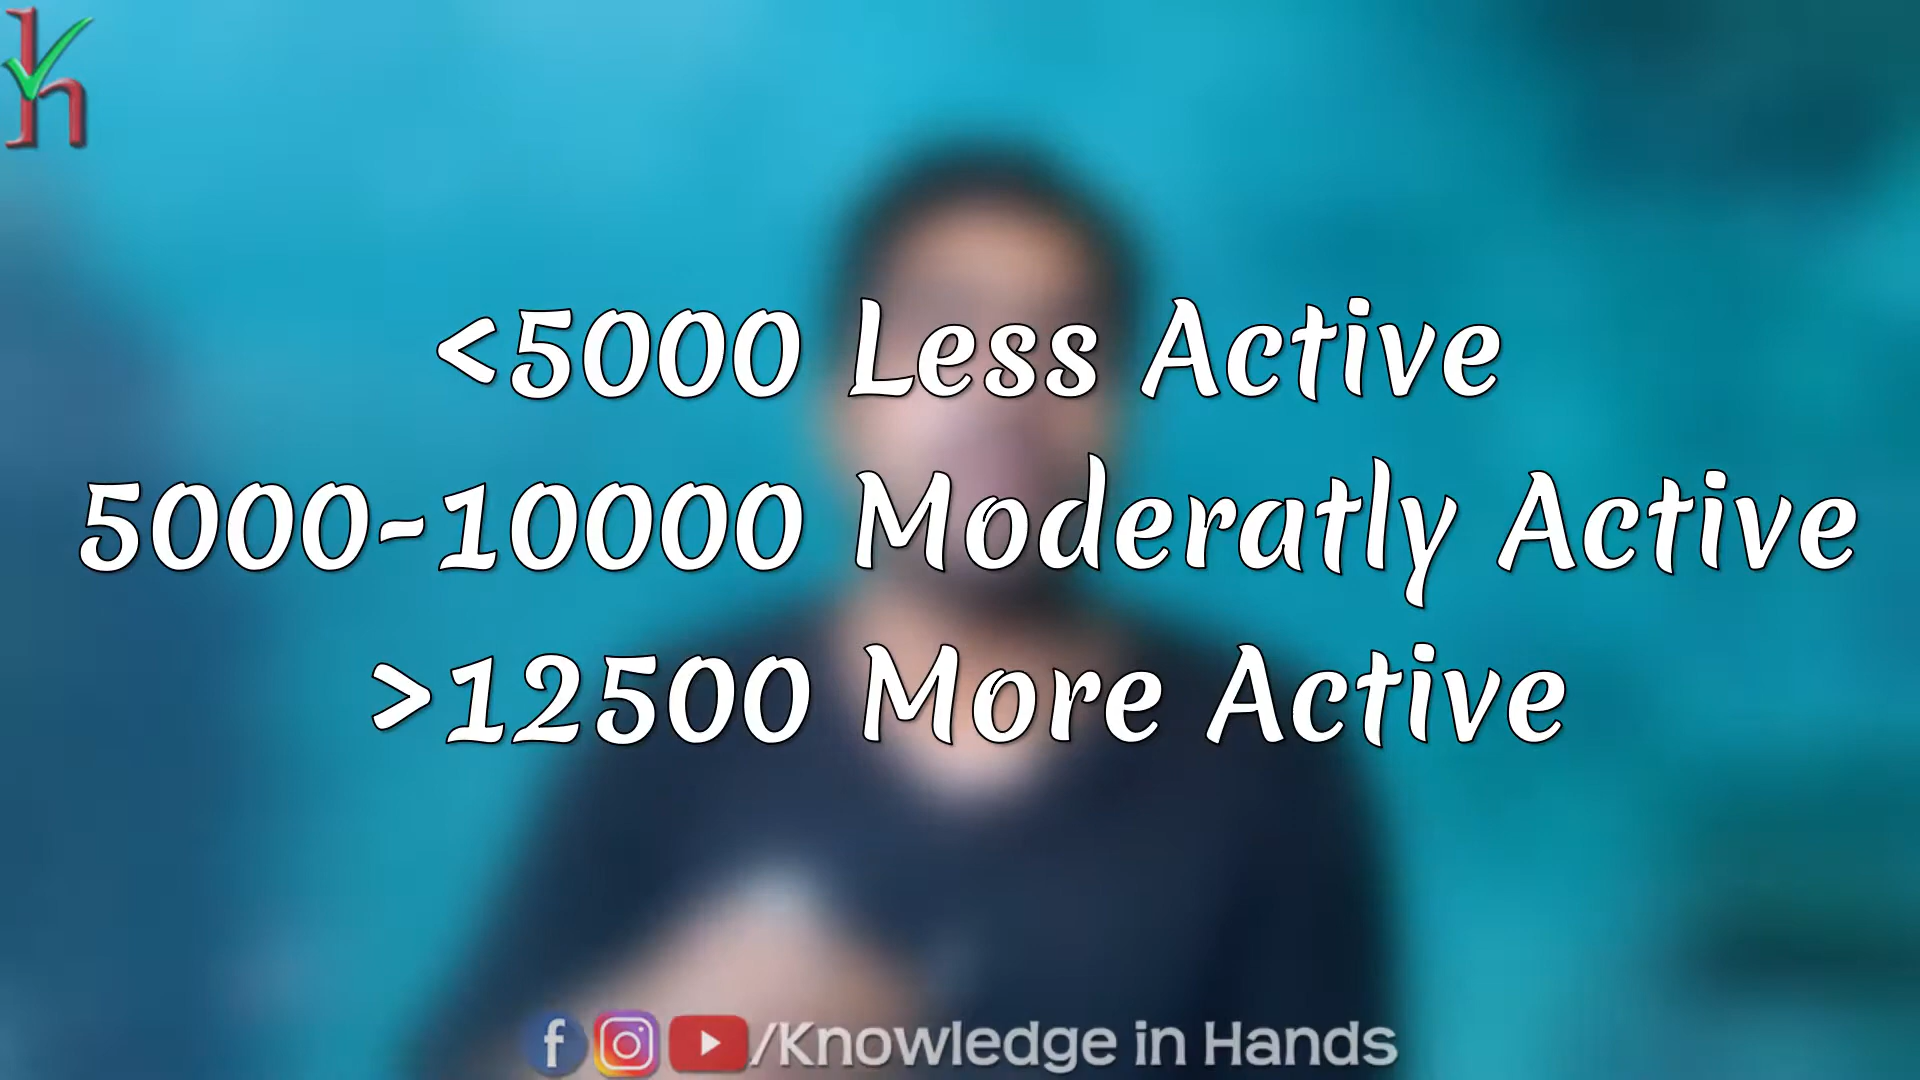 <5000 Less Active
5000-10000 Moderatly Active
>12500 More Active
/Knowledge in Hands